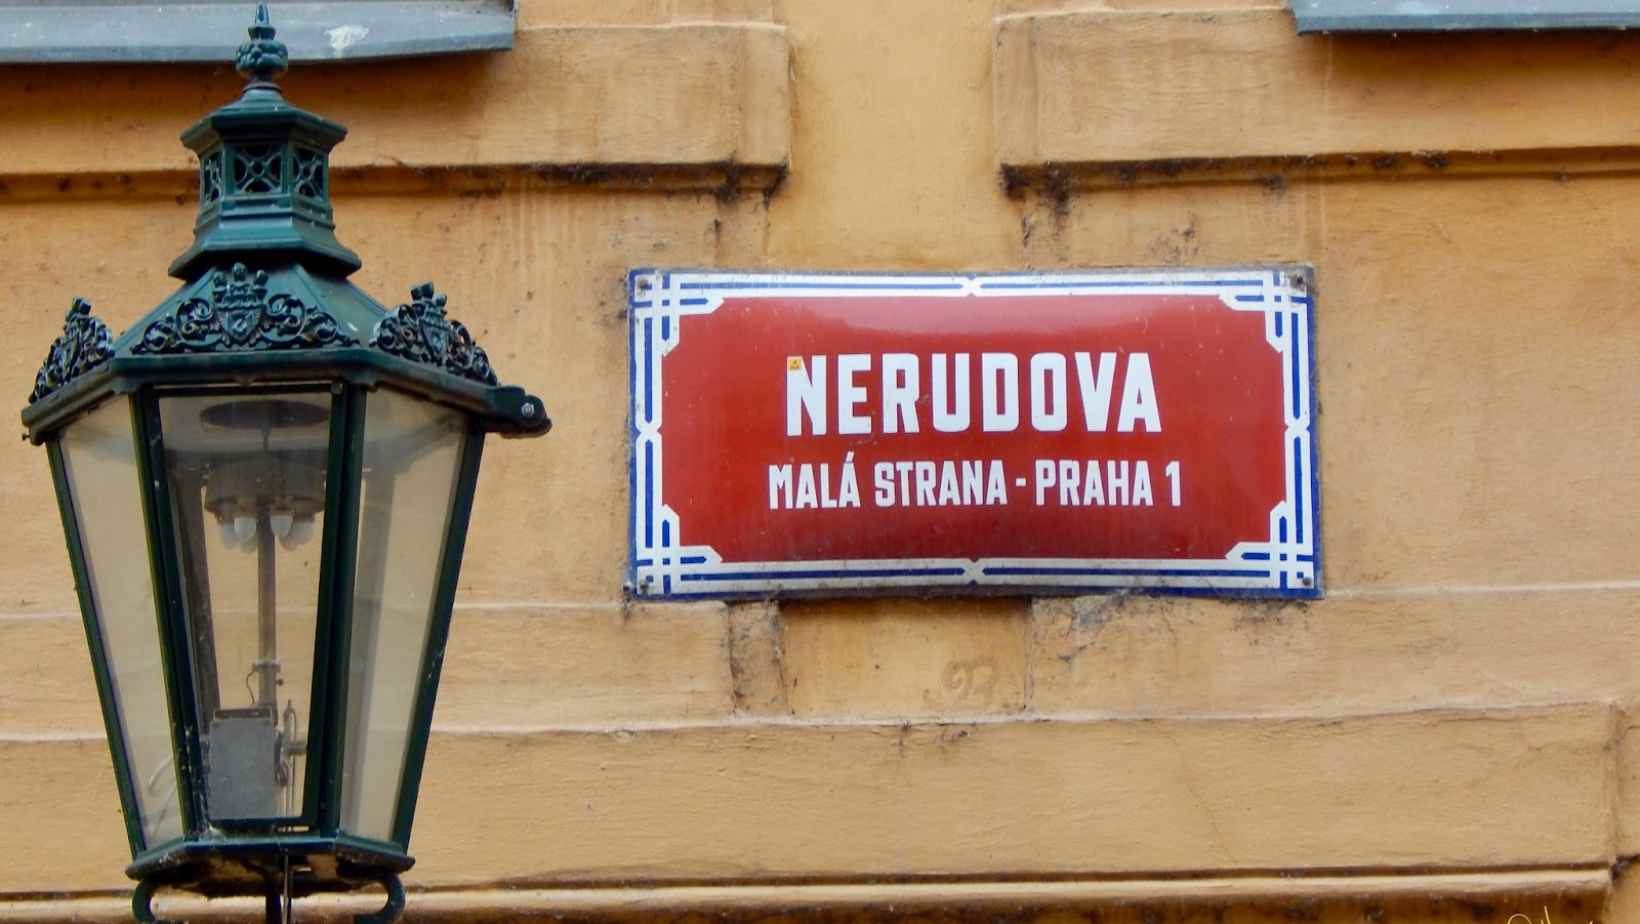 NERUDOVA
MALÁ STRANA - PRAHA 1